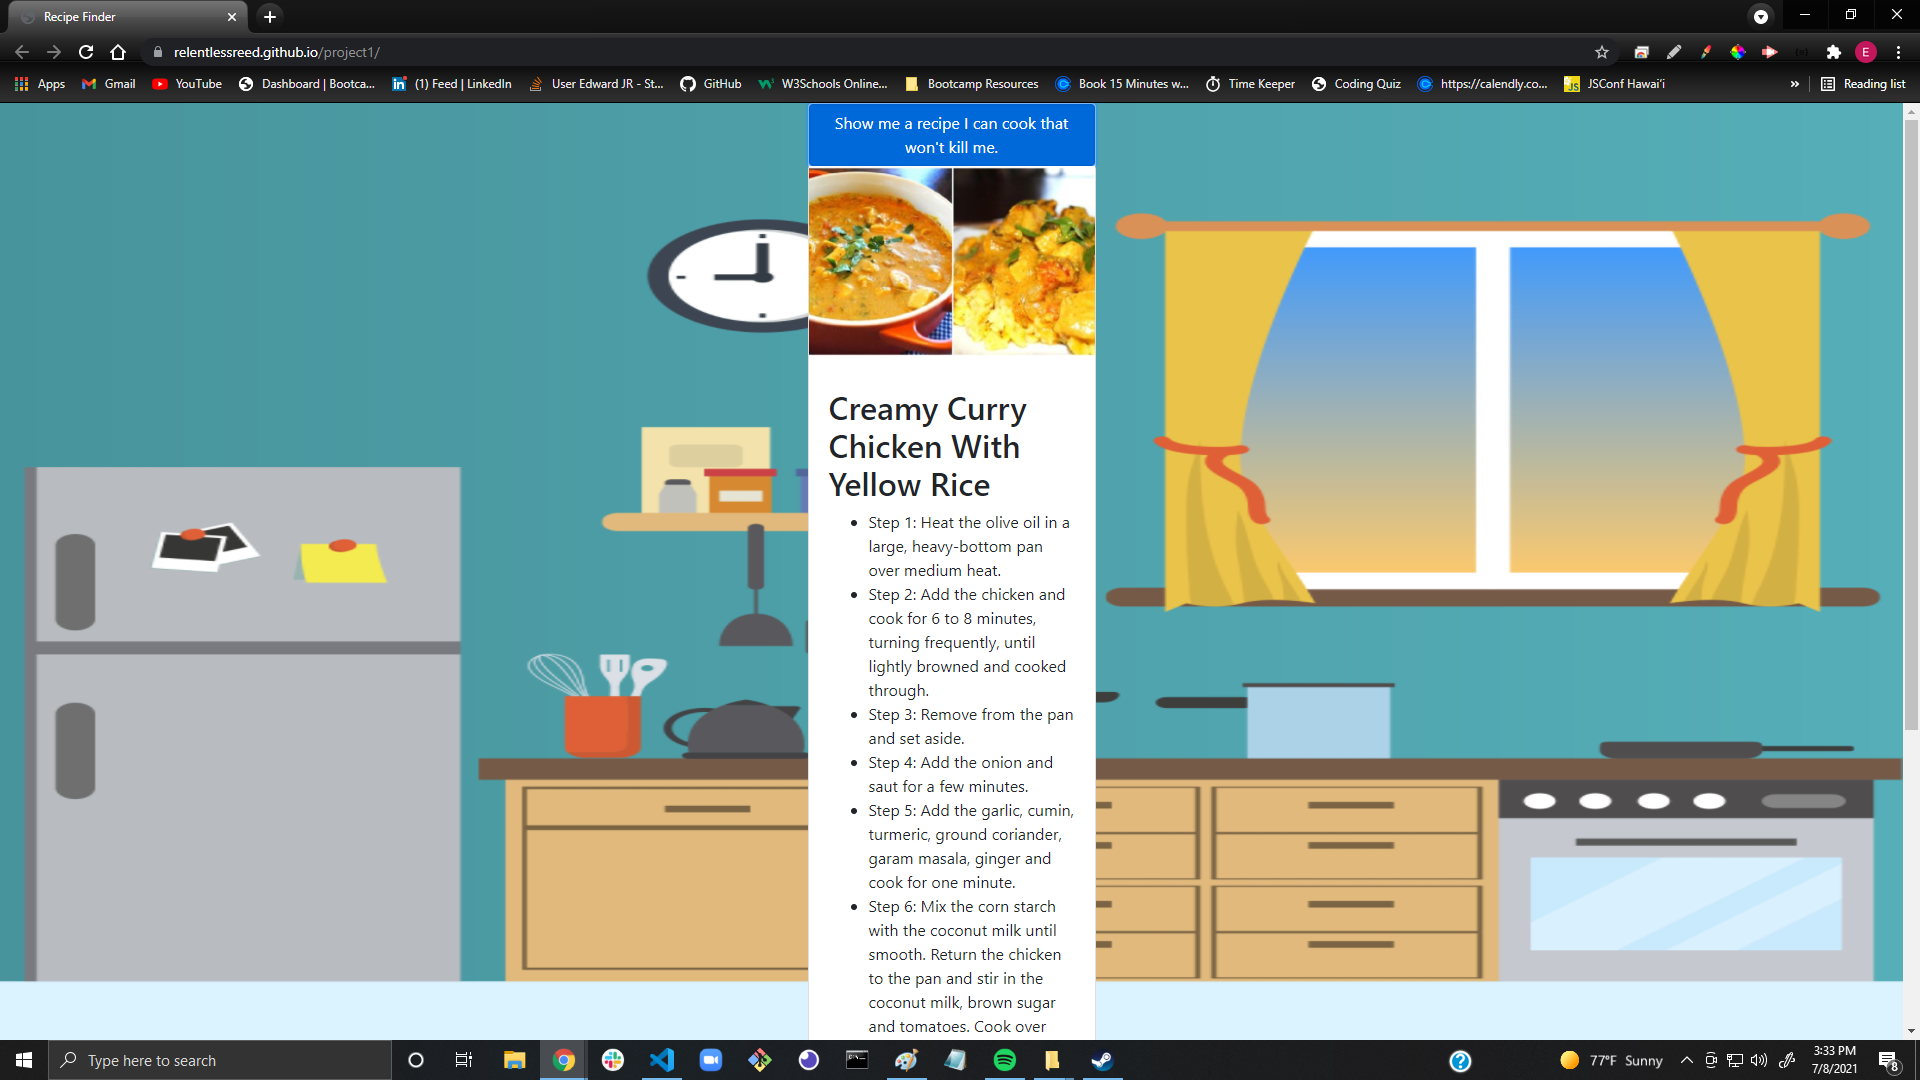 Recipe Finder
relentlessreed.github.io/project1/
E
Apps
Gmail
YouTube
Dashboard | Bootca...
(1) Feed | LinkedIn
User Edward JR - St...
GitHub
W3Schools Online...
Bootcamp Resources
Book 15 Minutes w...
Time Keeper
Coding Quiz
https://calendly.co...
JSConf Hawai'i
»
Reading list
Show me a recipe I can cook that
won't kill me.
Creamy Curry
Chicken With
Yellow Rice
Step 1: Heat the olive oil in a
large, heavy-bottom pan
over medium heat.
Step 2: Add the chicken and
cook for 6 to 8 minutes,
turning frequently, until
lightly browned and cooked
through.
Step 3: Remove from the pan
and set aside.
Step 4: Add the onion and
saut for a few minutes.
Step 5: Add the garlic, cumin,
turmeric, ground coriander,
garam masala, ginger and
cook for one minute.
Step 6: Mix the corn starch
with the coconut milk until
smooth. Return the chicken
to the pan and stir in the
coconut milk, brown sugar
and tomatoes. Cook over
Type here to search
77°F Sunny
3:33 PM
7/8/2021
8